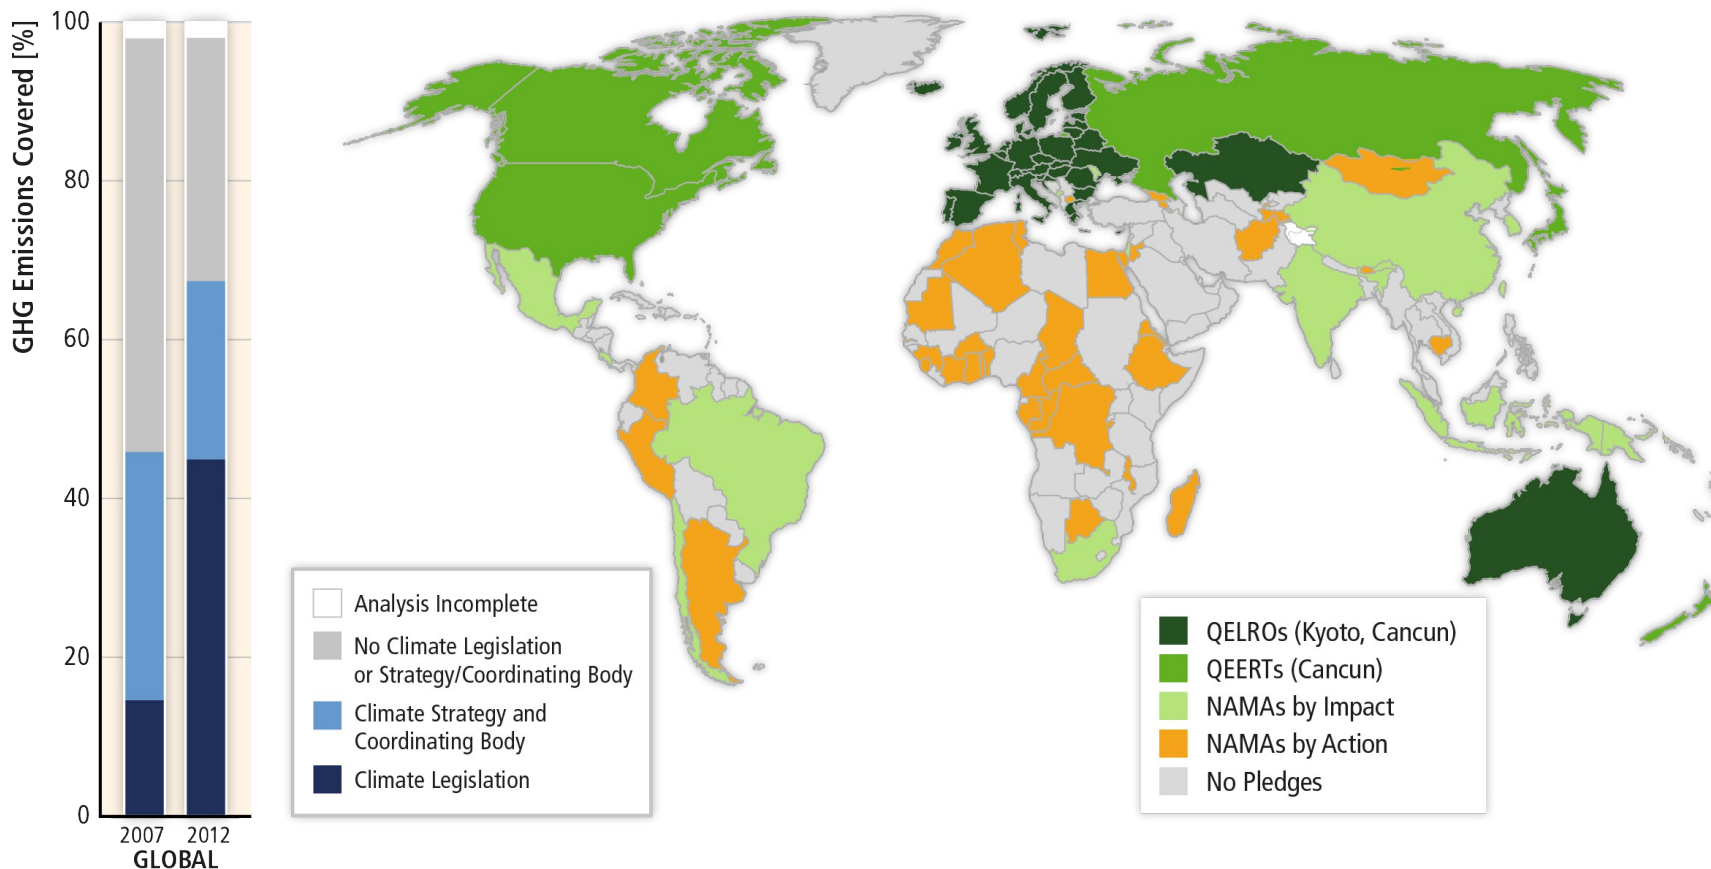 GHG Emissions Covered [%]
100
80
60
40
20
0
2007 2012
GLOBAL
Analysis Incomplete
No Climate Legislation
or Strategy/Coordinating Body
Climate Strategy and
Coordinating Body
Climate Legislation
QELROs (Kyoto, Cancun)
QEERTs (Cancun)
NAMAs by Impact
NAMAs by Action
No Pledges